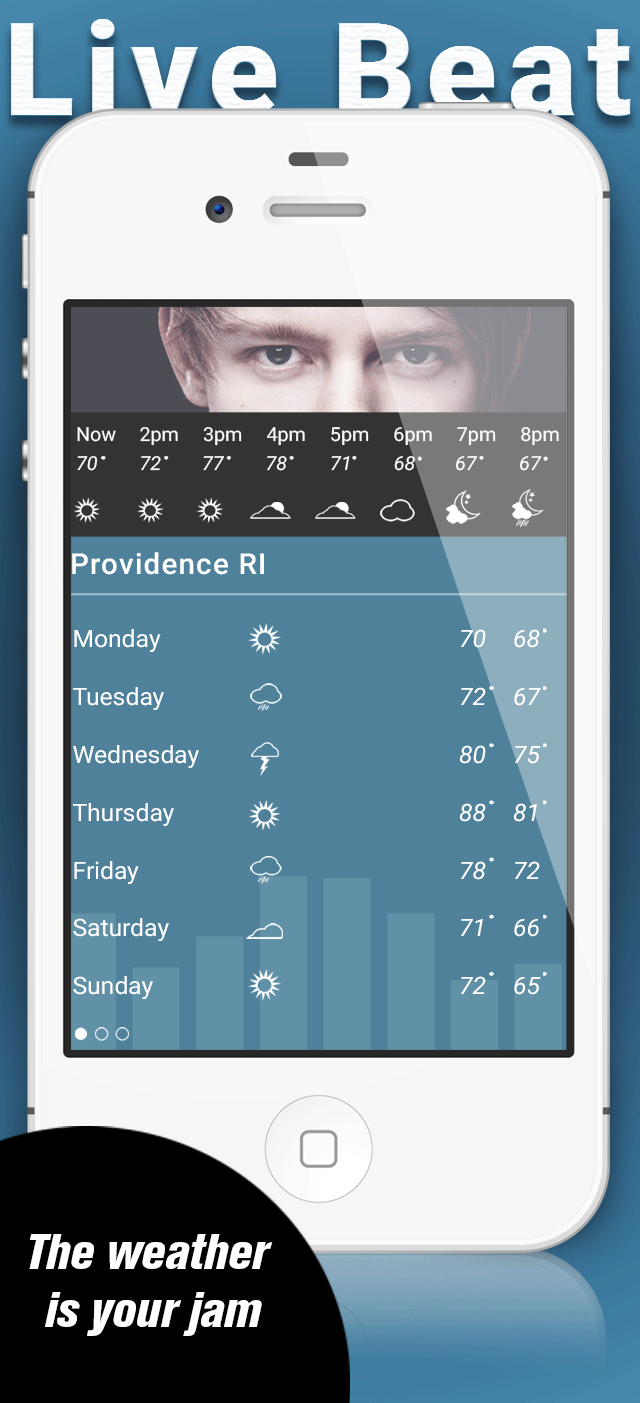 Live Beat
Now 2pm 3pm 4pm 5pm 6pm 7pm 8pm
70° 72° 77° 78° 71° 68° 67° 67°
Providence RI
Monday 70 68°
Tuesday 72° 67°
Wednesday 80° 75°
Thursday 88° 81°
Friday 78° 72
Saturday 71° 66°
Sunday 72° 65°
The weather
is your jam